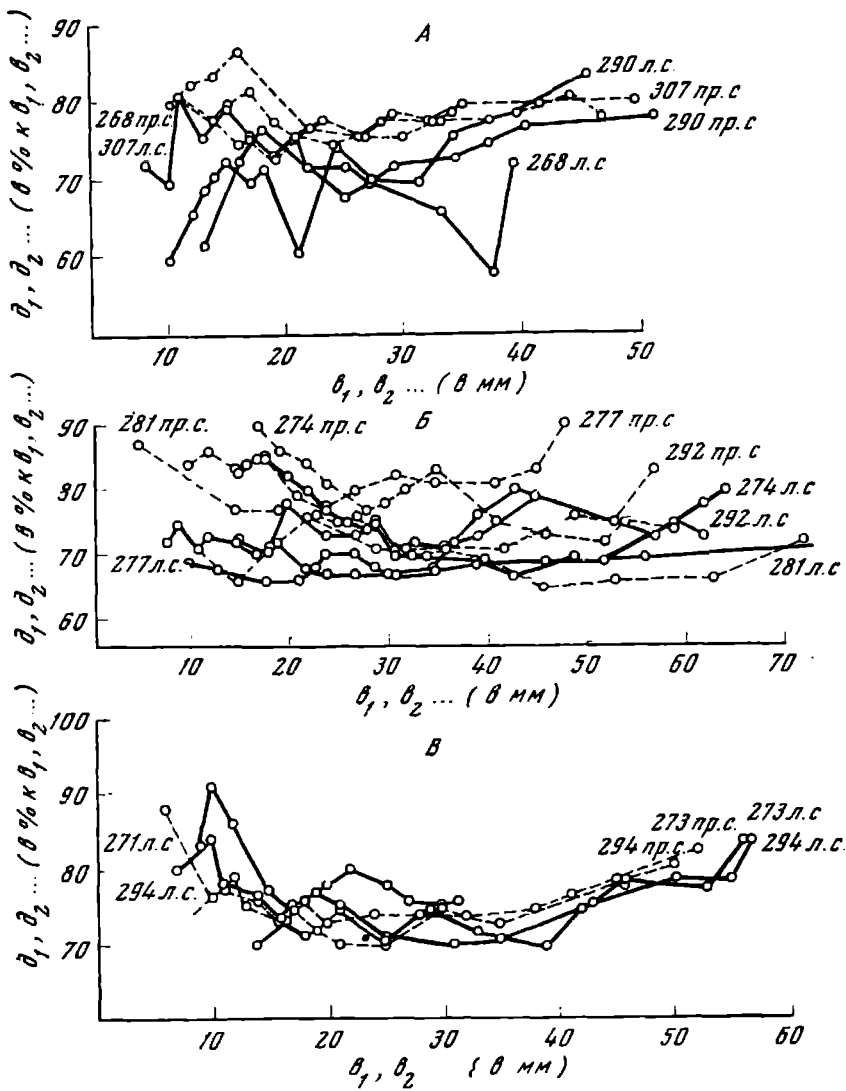 А
90
80
70
60
д₁, д₂ ... (в % к в₁, в₂ ...)
268 пр.с
307 л.с.
290 л.с.
307 пр.с
290 пр.с
268 л.с
10 20 30 40 50
в₁, в₂ ... (в мм)
Б
90
80
70
60
д₁, д₂ ... (в % к в₁, в₂ ...)
281 пр.с.
274 пр.с
277 пр.с
292 пр.с
274 л.с
292 л.с.
277 л.с.
281 л.с
10 20 30 40 50 60 70
в₁, в₂ ... (в мм)
В
100
90
80
70
д₁, д₂ ... (в % к в₁, в₂ ...)
271 л.с
294 л.с.
273 пр.с.
294 пр.с.
273 л.с
294 л.с.
10 20 30 40 50 60
в₁, в₂ (в мм)